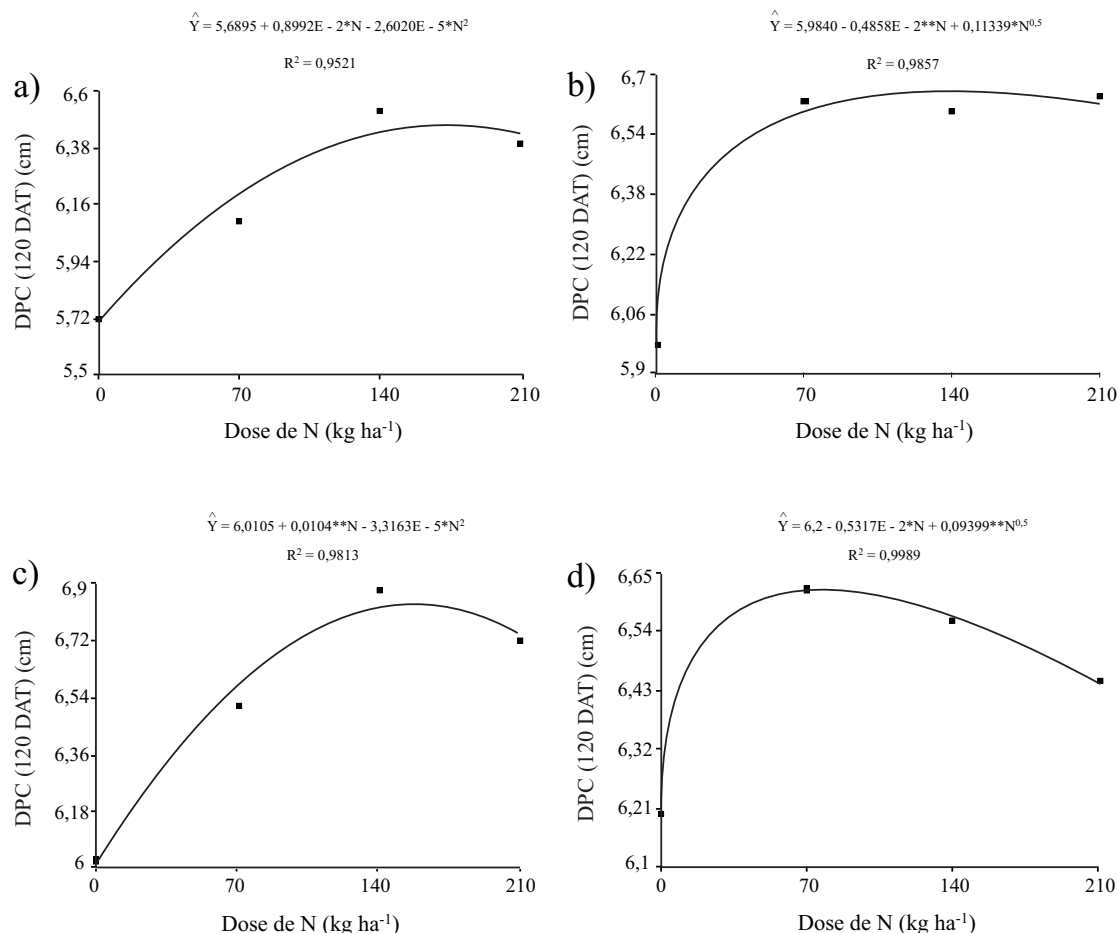 Ŷ = 5,6895 + 0,8992E - 2*N - 2,6020E - 5*N²
R² = 0,9521
a)
DPC (120 DAT) (cm)
6,6
6,38
6,16
5,94
5,72
5,5
0 70 140 210
Dose de N (kg ha⁻¹)
Ŷ = 5,9840 - 0,4858E - 2**N + 0,11339*N⁰,⁵
R² = 0,9857
b)
DPC (120 DAT) (cm)
6,7
6,54
6,38
6,22
6,06
5,9
0 70 140 210
Dose de N (kg ha⁻¹)
Ŷ = 6,0105 + 0,0104**N - 3,3163E - 5*N²
R² = 0,9813
c)
DPC (120 DAT) (cm)
6,9
6,72
6,54
6,36
6,18
6
0 70 140 210
Dose de N (kg ha⁻¹)
Ŷ = 6,2 - 0,5317E - 2*N + 0,09399**N⁰,⁵
R² = 0,9989
d)
DPC (120 DAT) (cm)
6,65
6,54
6,43
6,32
6,21
6,1
0 70 140 210
Dose de N (kg ha⁻¹)